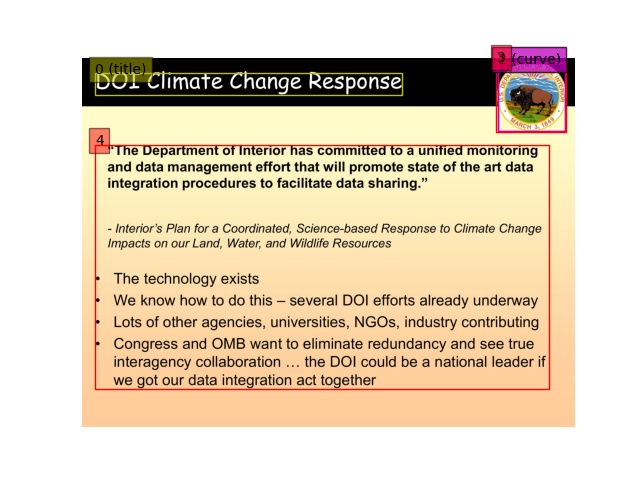 0 (title)
3 (curve)
DOI Climate Change Response
MARCH 3, 1849
4
“The Department of Interior has committed to a unified monitoring
and data management effort that will promote state of the art data
integration procedures to facilitate data sharing.”
- Interior’s Plan for a Coordinated, Science-based Response to Climate Change
Impacts on our Land, Water, and Wildlife Resources
• The technology exists
• We know how to do this – several DOI efforts already underway
• Lots of other agencies, universities, NGOs, industry contributing
• Congress and OMB want to eliminate redundancy and see true
interagency collaboration … the DOI could be a national leader if
we got our data integration act together